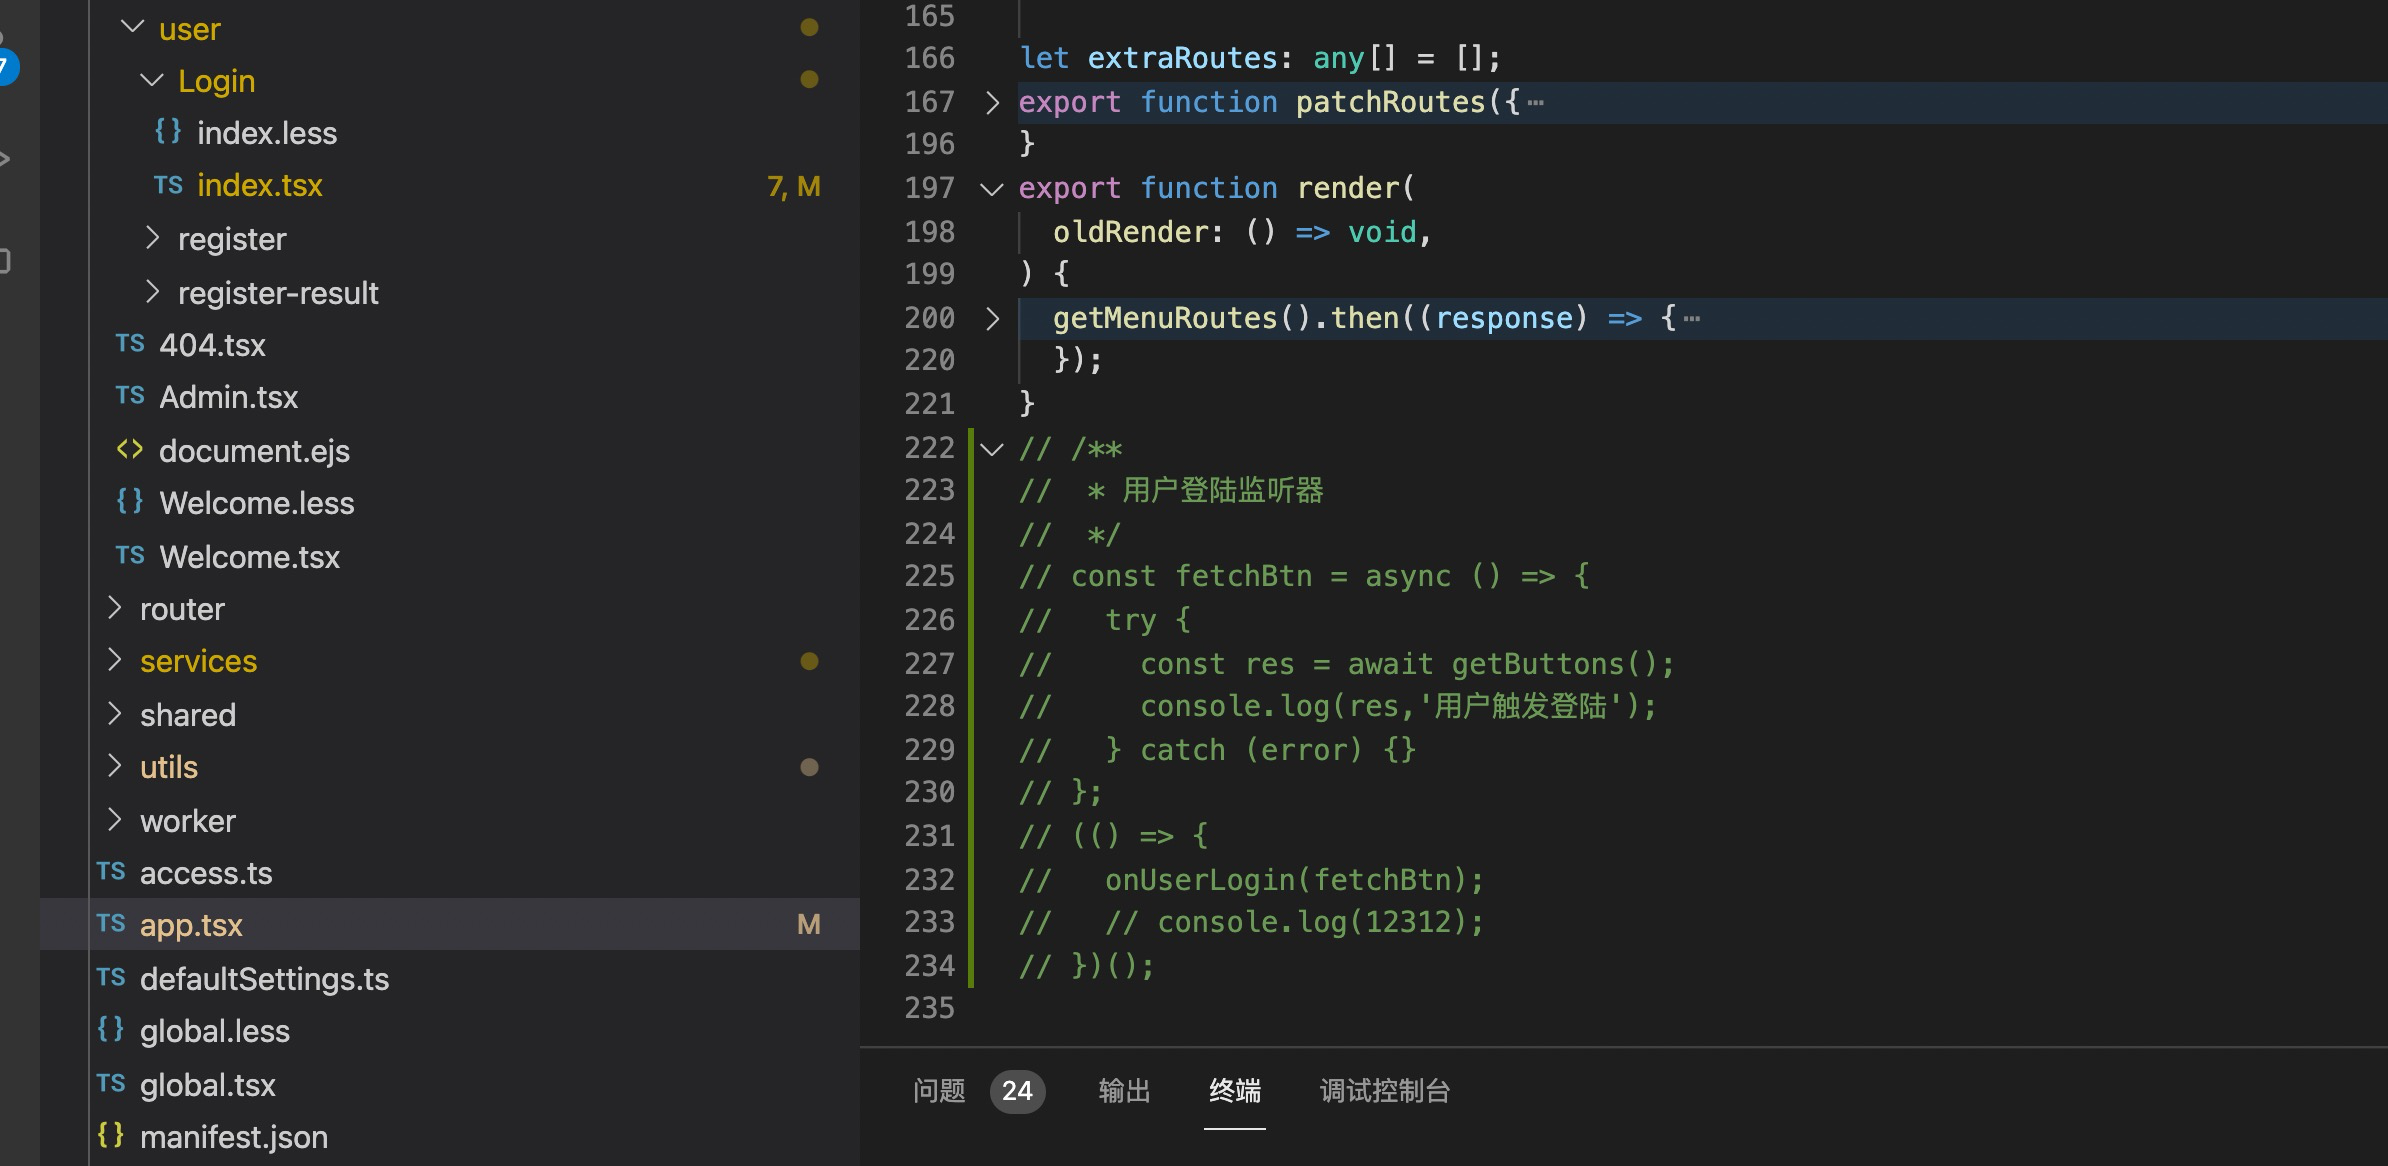 user
Login
{} index.less
TS index.tsx 7, M
register
register-result
TS 404.tsx
TS Admin.tsx
<> document.ejs
{} Welcome.less
TS Welcome.tsx
router
services
shared
utils
worker
TS access.ts
TS app.tsx M
TS defaultSettings.ts
{} global.less
TS global.tsx
{} manifest.json
7
165
166 let extraRoutes: any[] = [];
167 export function patchRoutes({⋯
196 }
197 export function render(
198   oldRender: () => void,
199 ) {
200   getMenuRoutes().then((response) => {⋯
220   });
221 }
222 // /**
223 //  * 用户登陆监听器
224 //  */
225 // const fetchBtn = async () => {
226 //   try {
227 //     const res = await getButtons();
228 //     console.log(res,'用户触发登陆');
229 //   } catch (error) {}
230 // };
231 // (() => {
232 //   onUserLogin(fetchBtn);
233 //   // console.log(12312);
234 // })();
235
问题 24 输出 终端 调试控制台